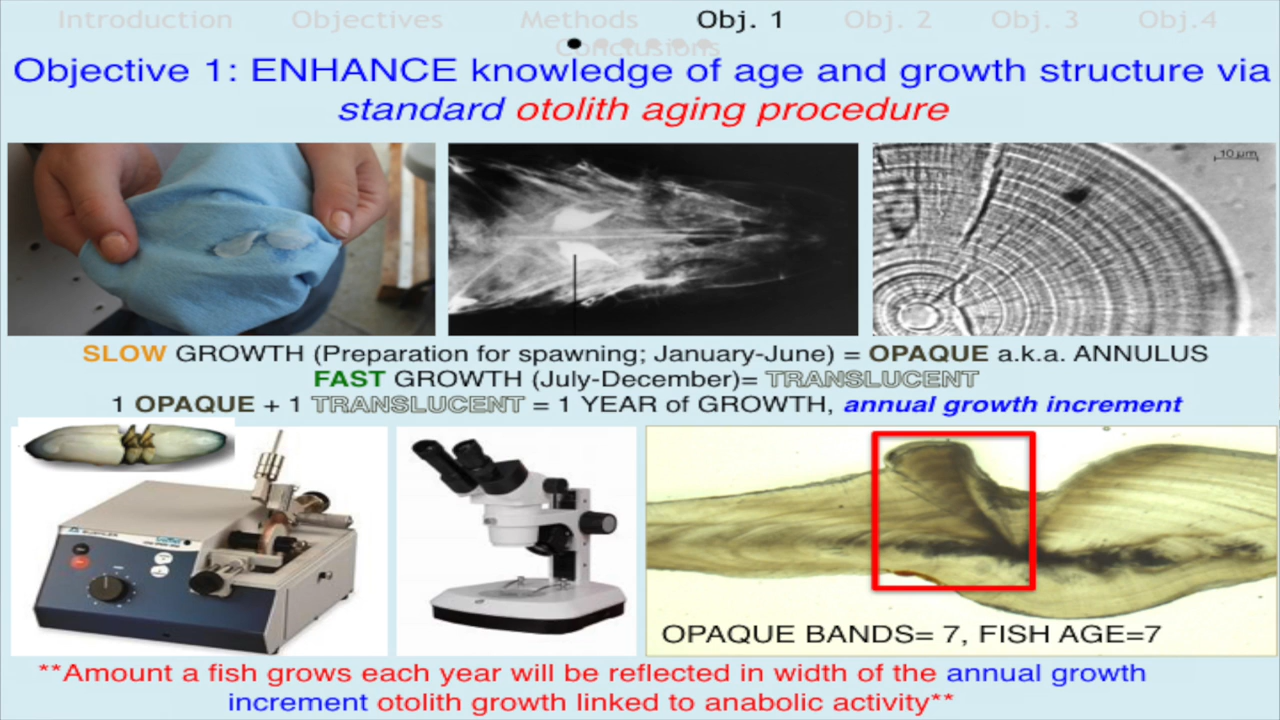 Introduction Objectives Methods Obj. 1 Obj. 2 Obj. 3 Obj.4
Conclusions
Objective 1: ENHANCE knowledge of age and growth structure via
standard otolith aging procedure
10 µm
SLOW GROWTH (Preparation for spawning; January-June) = OPAQUE a.k.a. ANNULUS
FAST GROWTH (July-December)= TRANSLUCENT
1 OPAQUE + 1 TRANSLUCENT = 1 YEAR of GROWTH, annual growth increment
BUEHLER
OPAQUE BANDS= 7, FISH AGE=7
**Amount a fish grows each year will be reflected in width of the annual growth
increment otolith growth linked to anabolic activity**